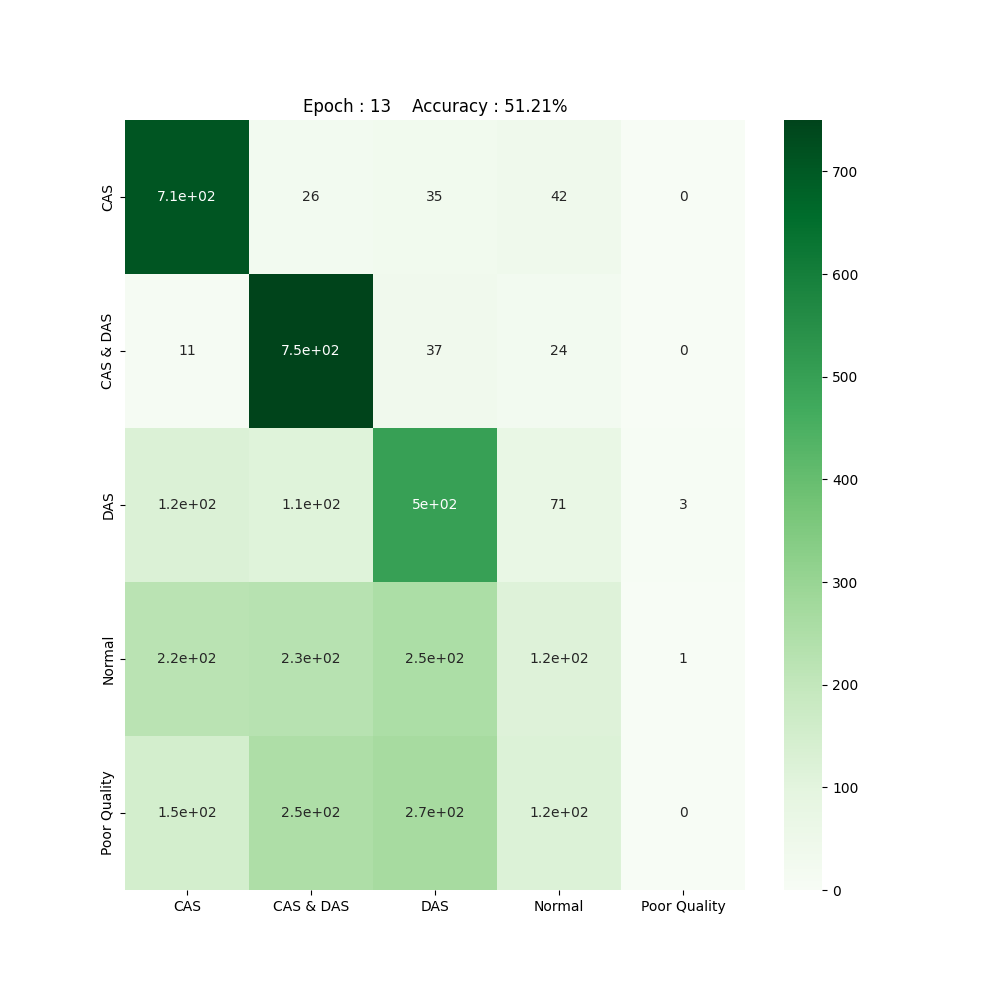 Epoch : 13    Accuracy : 51.21%
CAS 7.1e+02 26 35 42 0
CAS & DAS 11 7.5e+02 37 24 0
DAS 1.2e+02 1.1e+02 5e+02 71 3
Normal 2.2e+02 2.3e+02 2.5e+02 1.2e+02 1
Poor Quality 1.5e+02 2.5e+02 2.7e+02 1.2e+02 0
CAS CAS & DAS DAS Normal Poor Quality
700
600
500
400
300
200
100
0